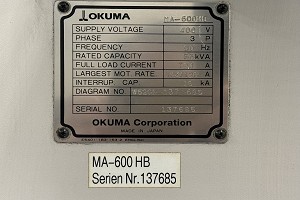 OKUMA MA-600HB
SUPPLY VOLTAGE V
PHASE 3 P
FREQUENCY Hz
RATED CAPACITY kVA
FULL LOAD CURRENT
LARGEST MOT RATE
INTERRUP CAP kA
DIAGRAM NO.
SERIAL NO 137685
OKUMA Corporation
MADE IN JAPAN
MA-600 HB
Serien Nr.137685